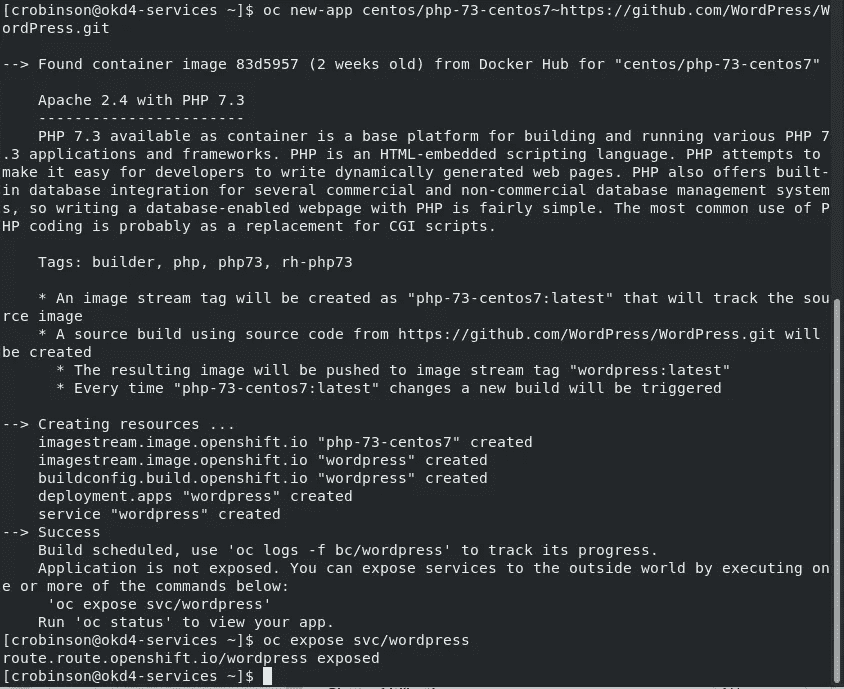 [crobinson@okd4-services ~]$ oc new-app centos/php-73-centos7~https://github.com/WordPress/W
ordPress.git
--> Found container image 83d5957 (2 weeks old) from Docker Hub for "centos/php-73-centos7"
Apache 2.4 with PHP 7.3
-----------------------
PHP 7.3 available as container is a base platform for building and running various PHP 7
.3 applications and frameworks. PHP is an HTML-embedded scripting language. PHP attempts to
make it easy for developers to write dynamically generated web pages. PHP also offers built-
in database integration for several commercial and non-commercial database management system
s, so writing a database-enabled webpage with PHP is fairly simple. The most common use of P
HP coding is probably as a replacement for CGI scripts.
Tags: builder, php, php73, rh-php73
* An image stream tag will be created as "php-73-centos7:latest" that will track the sou
rce image
* A source build using source code from https://github.com/WordPress/WordPress.git will
be created
* The resulting image will be pushed to image stream tag "wordpress:latest"
* Every time "php-73-centos7:latest" changes a new build will be triggered
--> Creating resources ...
imagestream.image.openshift.io "php-73-centos7" created
imagestream.image.openshift.io "wordpress" created
buildconfig.build.openshift.io "wordpress" created
deployment.apps "wordpress" created
service "wordpress" created
--> Success
Build scheduled, use 'oc logs -f bc/wordpress' to track its progress.
Application is not exposed. You can expose services to the outside world by executing on
e or more of the commands below:
'oc expose svc/wordpress'
Run 'oc status' to view your app.
[crobinson@okd4-services ~]$ oc expose svc/wordpress
route.route.openshift.io/wordpress exposed
[crobinson@okd4-services ~]$